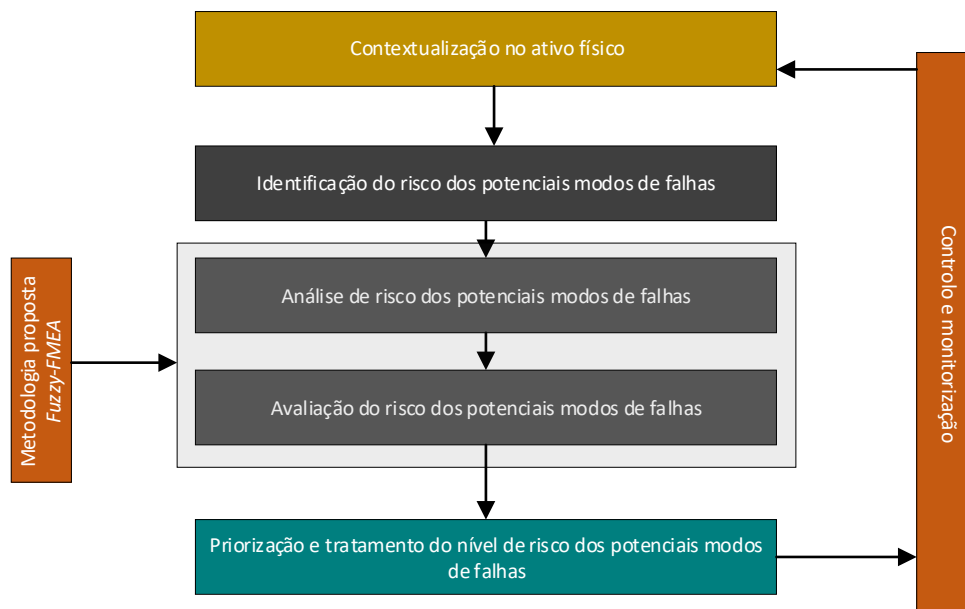 Contextualização no ativo físico
Identificação do risco dos potenciais modos de falhas
Análise de risco dos potenciais modos de falhas
Avaliação do risco dos potenciais modos de falhas
Priorização e tratamento do nível de risco dos potenciais modos
de falhas
Metodologia proposta
Fuzzy-FMEA
Controlo e monitorização